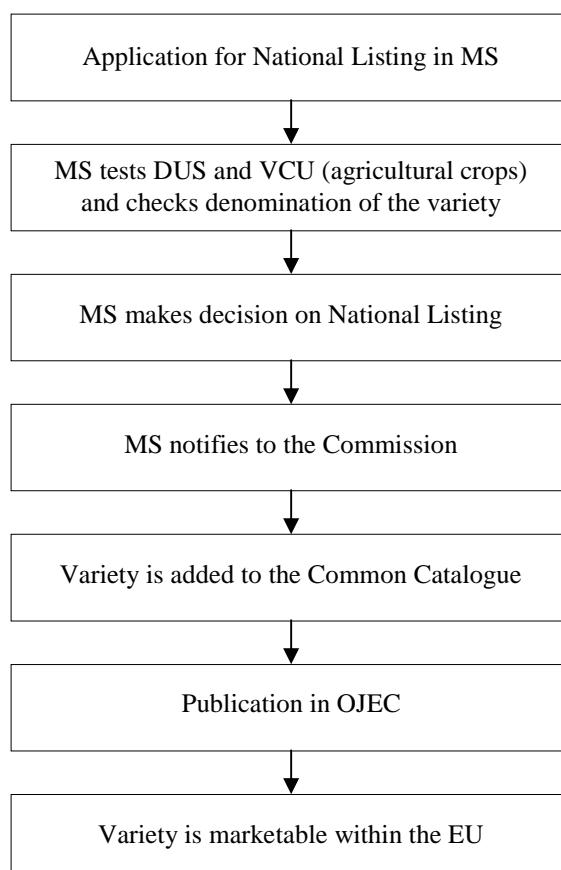 Application for National Listing in MS
MS tests DUS and VCU (agricultural crops)
and checks denomination of the variety
MS makes decision on National Listing
MS notifies to the Commission
Variety is added to the Common Catalogue
Publication in OJEC
Variety is marketable within the EU